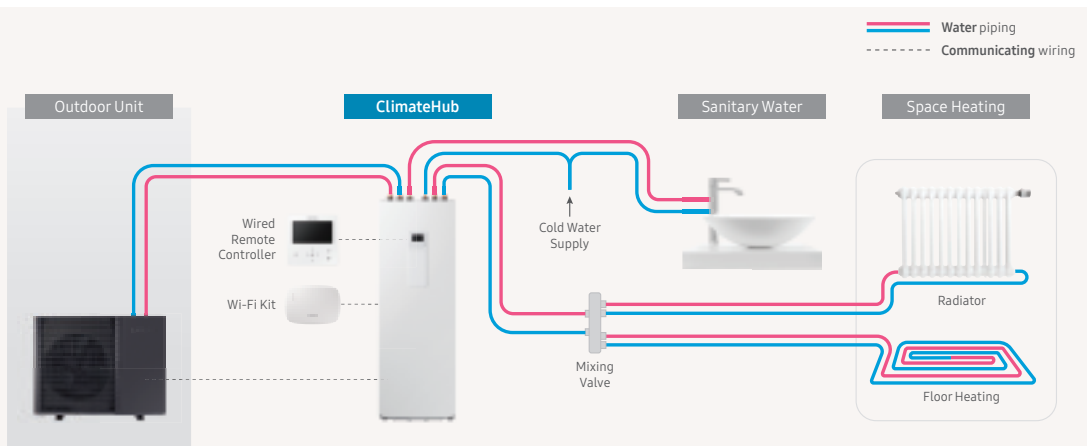 Water piping
Communicating wiring
Outdoor Unit
ClimateHub
Sanitary Water
Space Heating
Wired
Remote
Controller
Cold Water
Supply
Wi-Fi Kit
Radiator
Mixing
Valve
Floor Heating